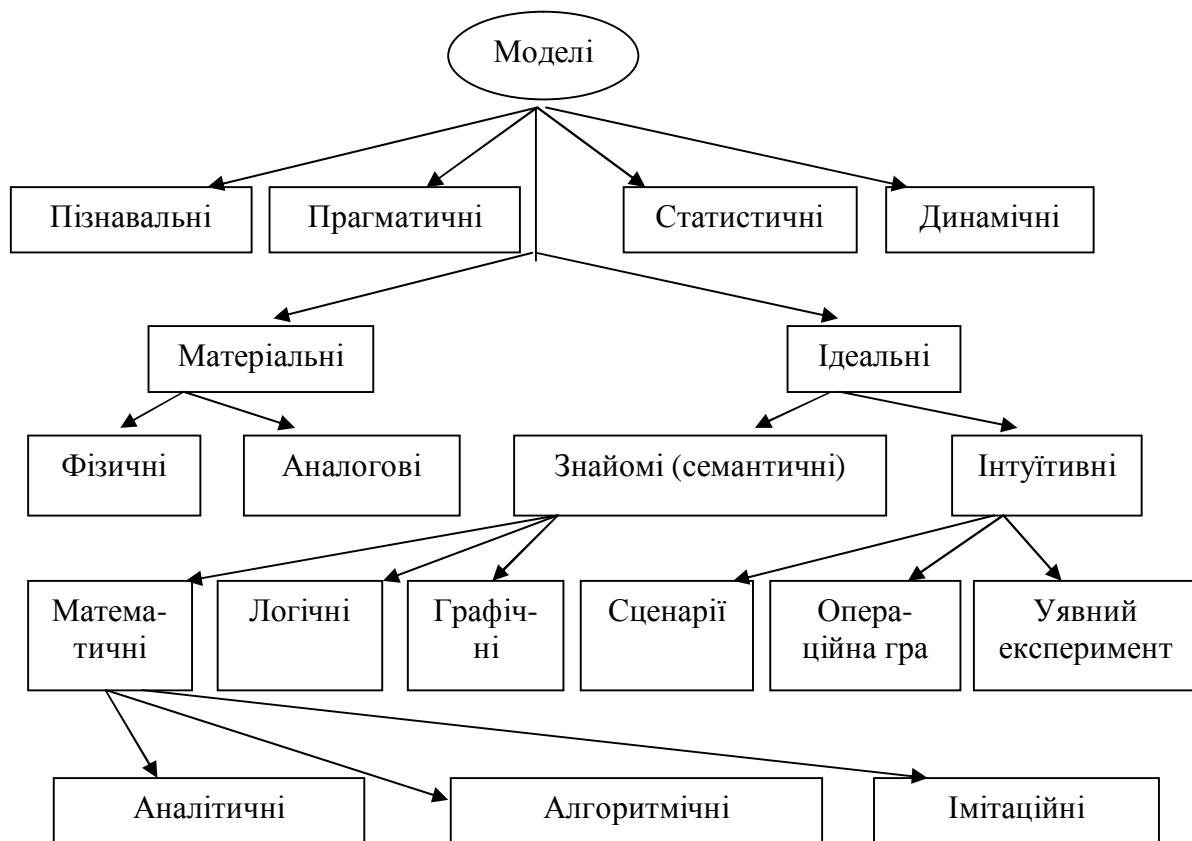 Моделі
Пізнавальні
Прагматичні
Статистичні
Динамічні
Матеріальні
Ідеальні
Фізичні
Аналогові
Знайомі (семантичні)
Інтуїтивні
Матема-
тичні
Логічні
Графіч-
ні
Сценарії
Опера-
ційна гра
Уявний
експеримент
Аналітичні
Алгоритмічні
Імітаційні